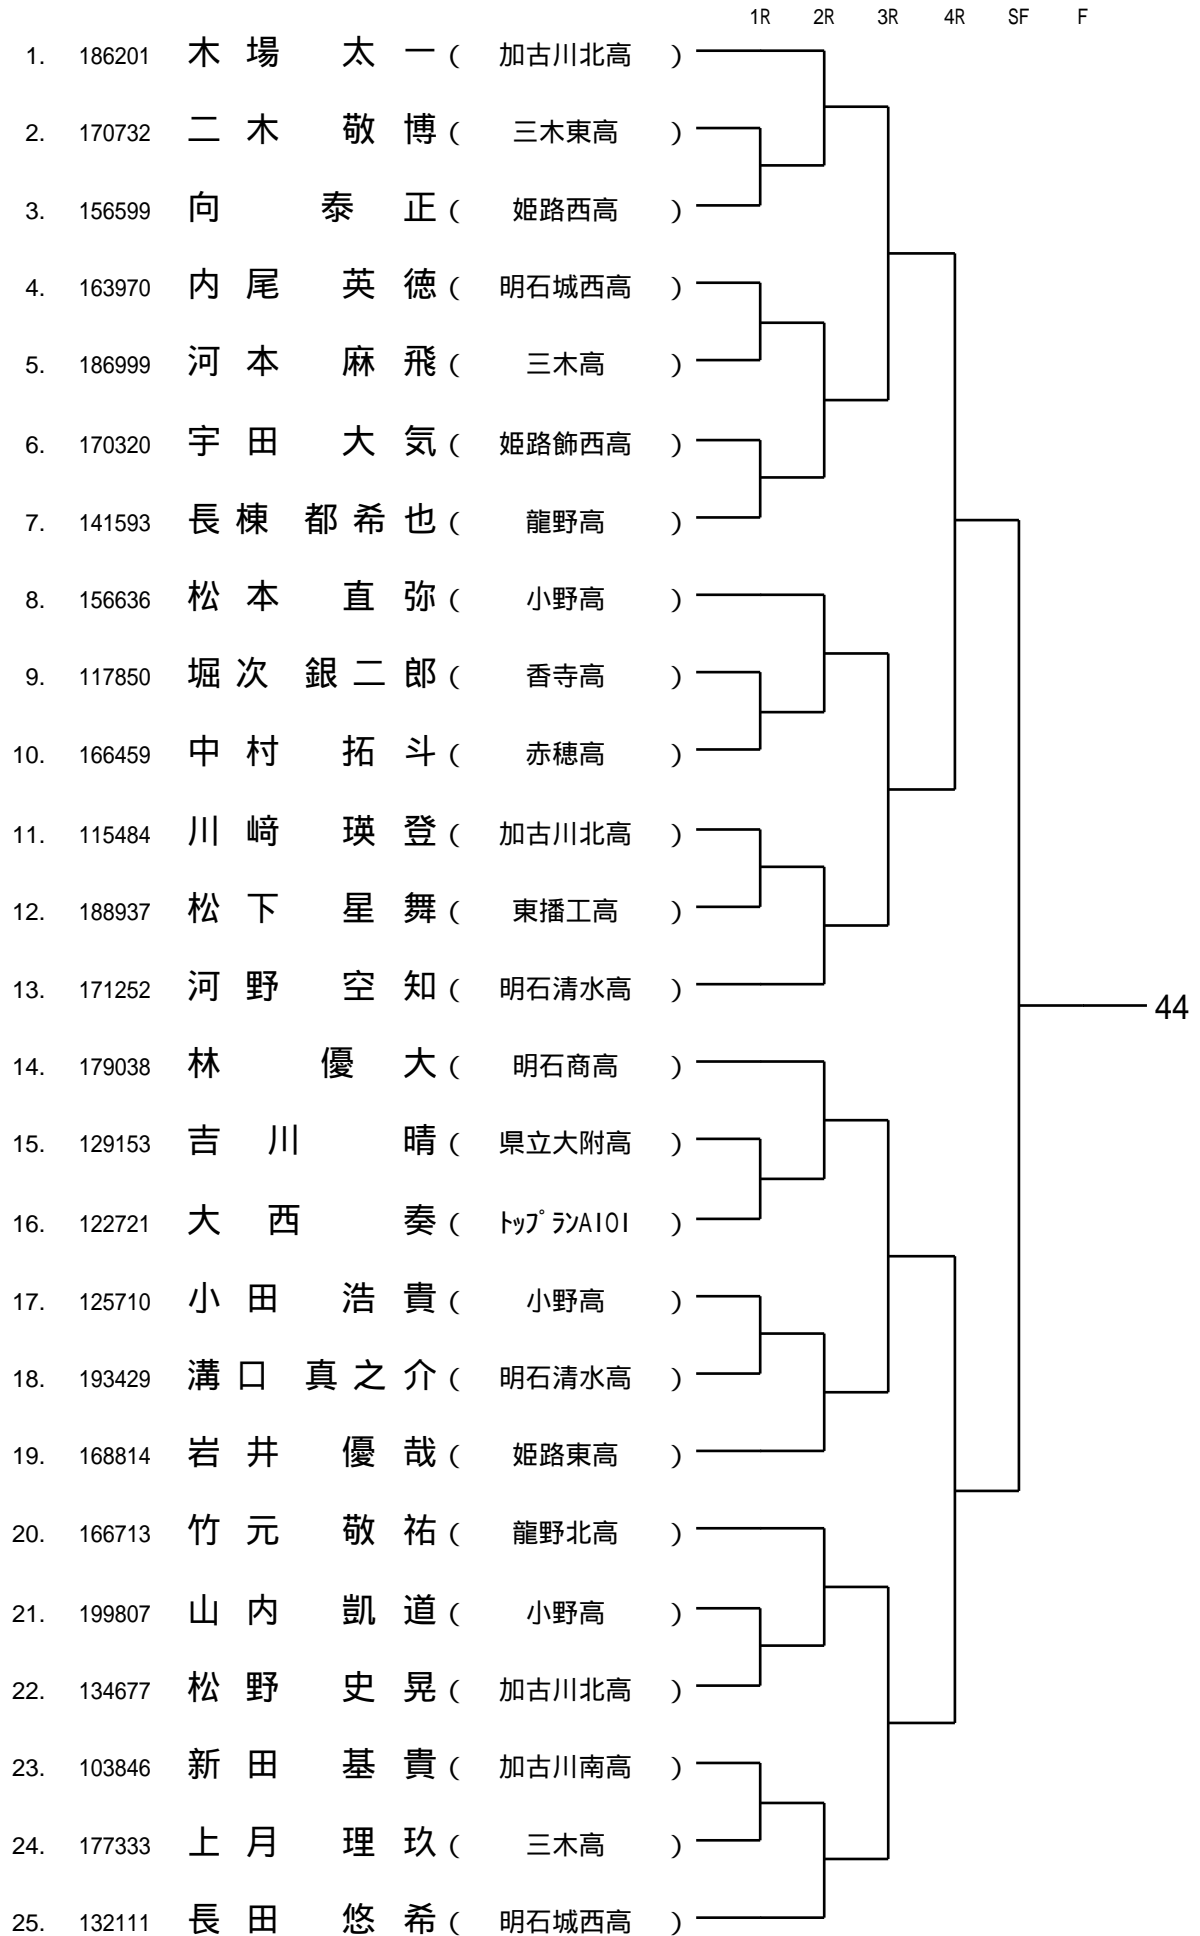 1R 2R 3R 4R SF F
1. 186201 木場 太一 ( 加古川北高 )
2. 170732 二木 敬博 ( 三木東高 )
3. 156599 向 泰正 ( 姫路西高 )
4. 163970 内尾 英徳 ( 明石城西高 )
5. 186999 河本 麻飛 ( 三木高 )
6. 170320 宇田 大気 ( 姫路飾西高 )
7. 141593 長棟 都希也 ( 龍野高 )
8. 156636 松本 直弥 ( 小野高 )
9. 117850 堀次 銀二郎 ( 香寺高 )
10. 166459 中村 拓斗 ( 赤穂高 )
11. 115484 川﨑 瑛登 ( 加古川北高 )
12. 188937 松下 星舞 ( 東播工高 )
13. 171252 河野 空知 ( 明石清水高 )
44
14. 179038 林 優大 ( 明石商高 )
15. 129153 吉川 晴 ( 県立大附高 )
16. 122721 大西 奏 ( ﾄｯﾌﾟﾗﾝAIOI )
17. 125710 小田 浩貴 ( 小野高 )
18. 193429 溝口 真之介 ( 明石清水高 )
19. 168814 岩井 優哉 ( 姫路東高 )
20. 166713 竹元 敬祐 ( 龍野北高 )
21. 199807 山内 凱道 ( 小野高 )
22. 134677 松野 史晃 ( 加古川北高 )
23. 103846 新田 基貴 ( 加古川南高 )
24. 177333 上月 理玖 ( 三木高 )
25. 132111 長田 悠希 ( 明石城西高 )